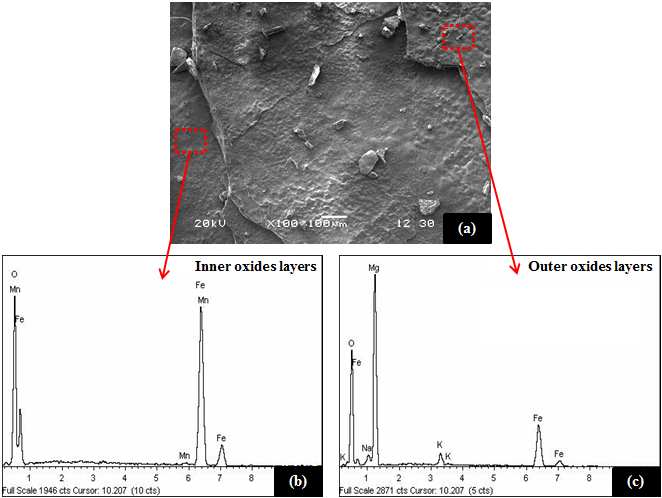 20kV X100 100μm 12 30
(a)
Inner oxides layers
O
Mn
Fe
Fe
Mn
Mn
Fe
1 2 3 4 5 6 7 8 9
Full Scale 1946 cts Cursor: 10.207 (10 cts)
(b)
Outer oxides layers
Mg
O
Fe
K
Na
K
K
Fe
Fe
1 2 3 4 5 6 7 8 9
Full Scale 2871 cts Cursor: 10.207 (5 cts)
(c)